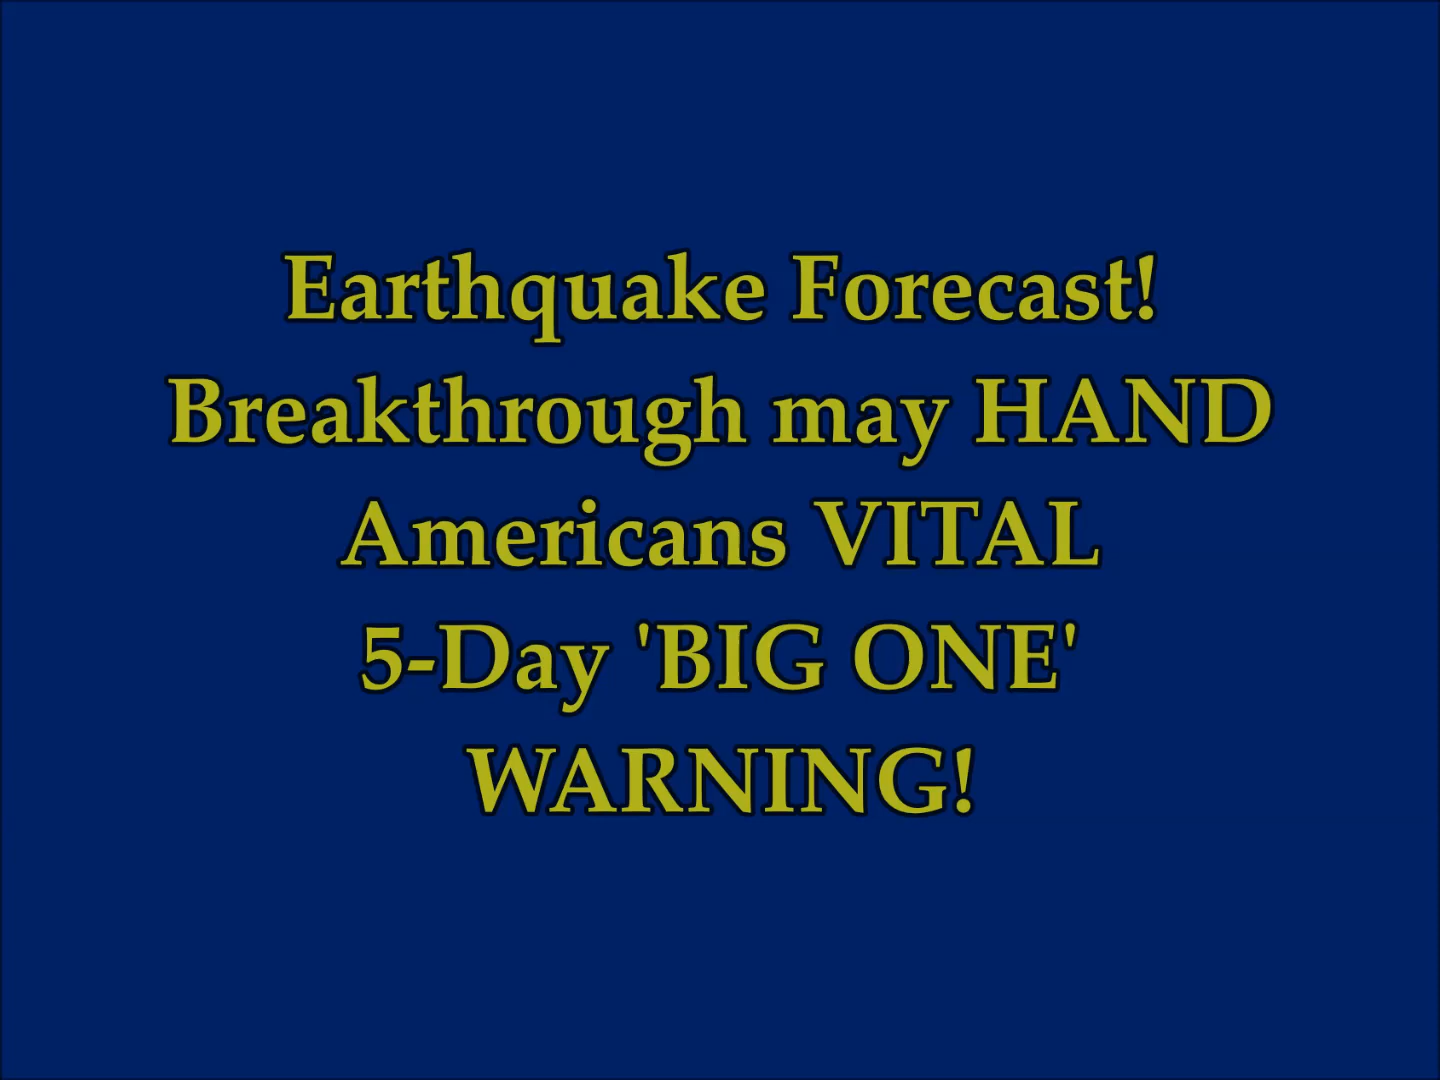 Earthquake Forecast!
Breakthrough may HAND
Americans VITAL
5-Day 'BIG ONE'
WARNING!